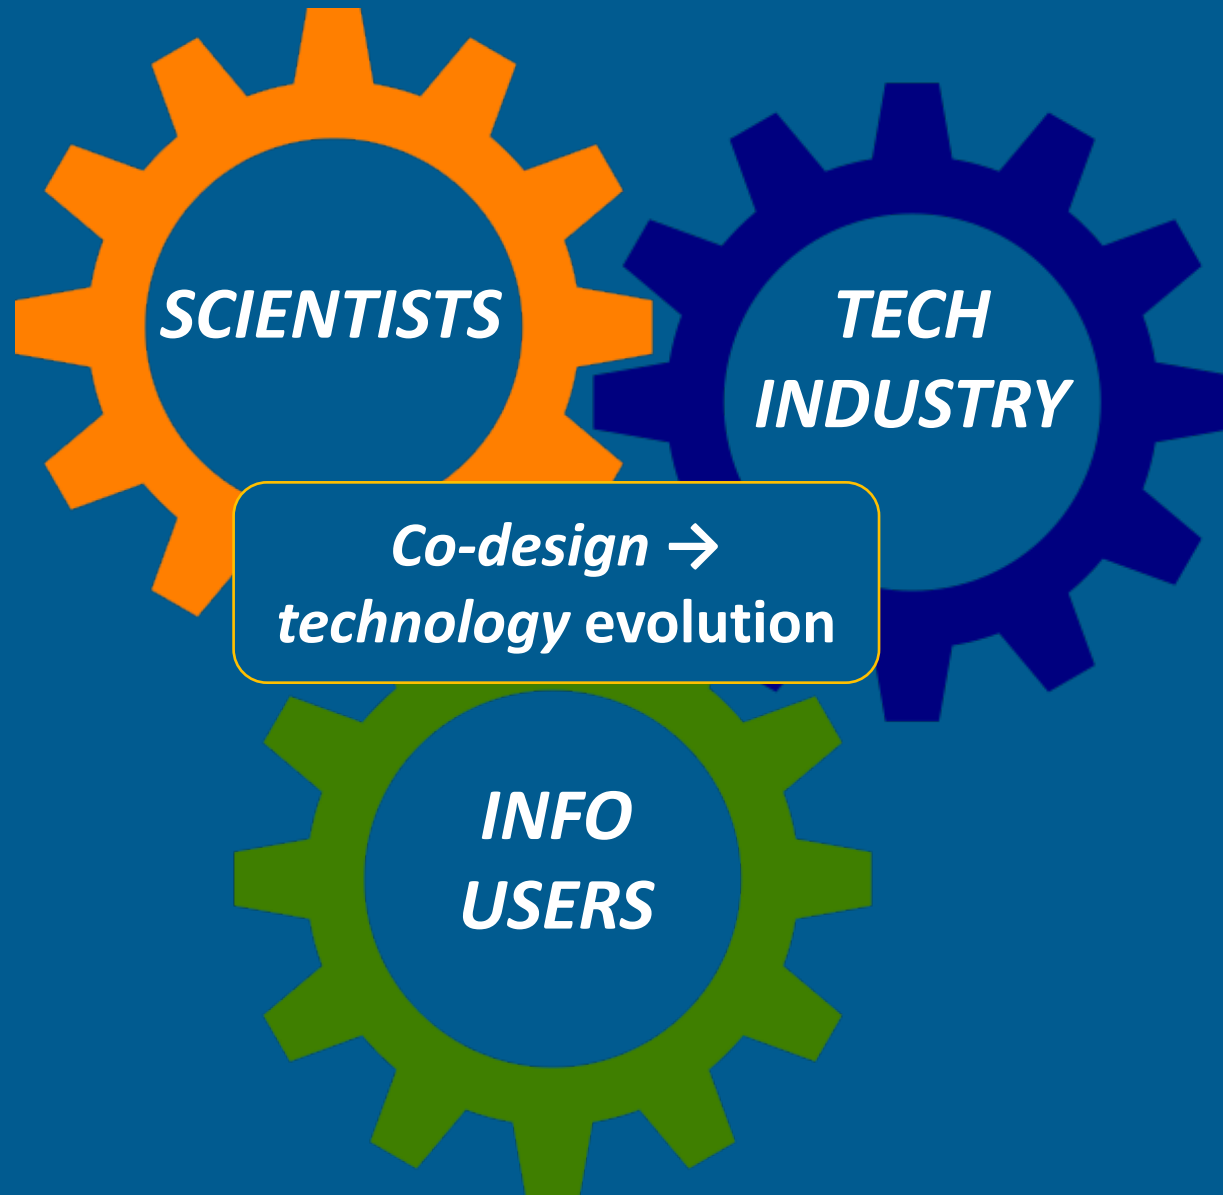 SCIENTISTS
TECH
INDUSTRY
Co-design →
technology evolution
INFO
USERS